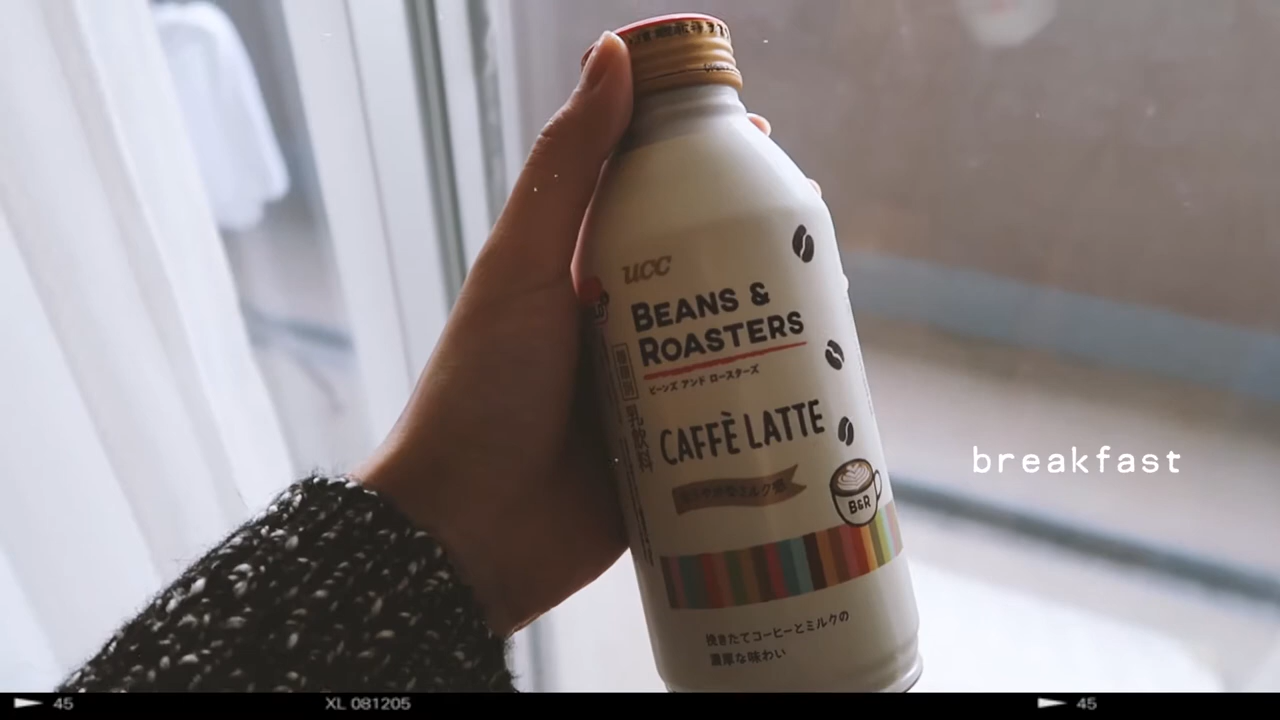 ucc
BEANS &
ROASTERS
ビーンズ アンド ロースターズ
CAFFÈ LATTE
乳飲料
B&R
挽きたてコーヒーとミルクの
濃厚な味わい
breakfast
45
XL 081205
45